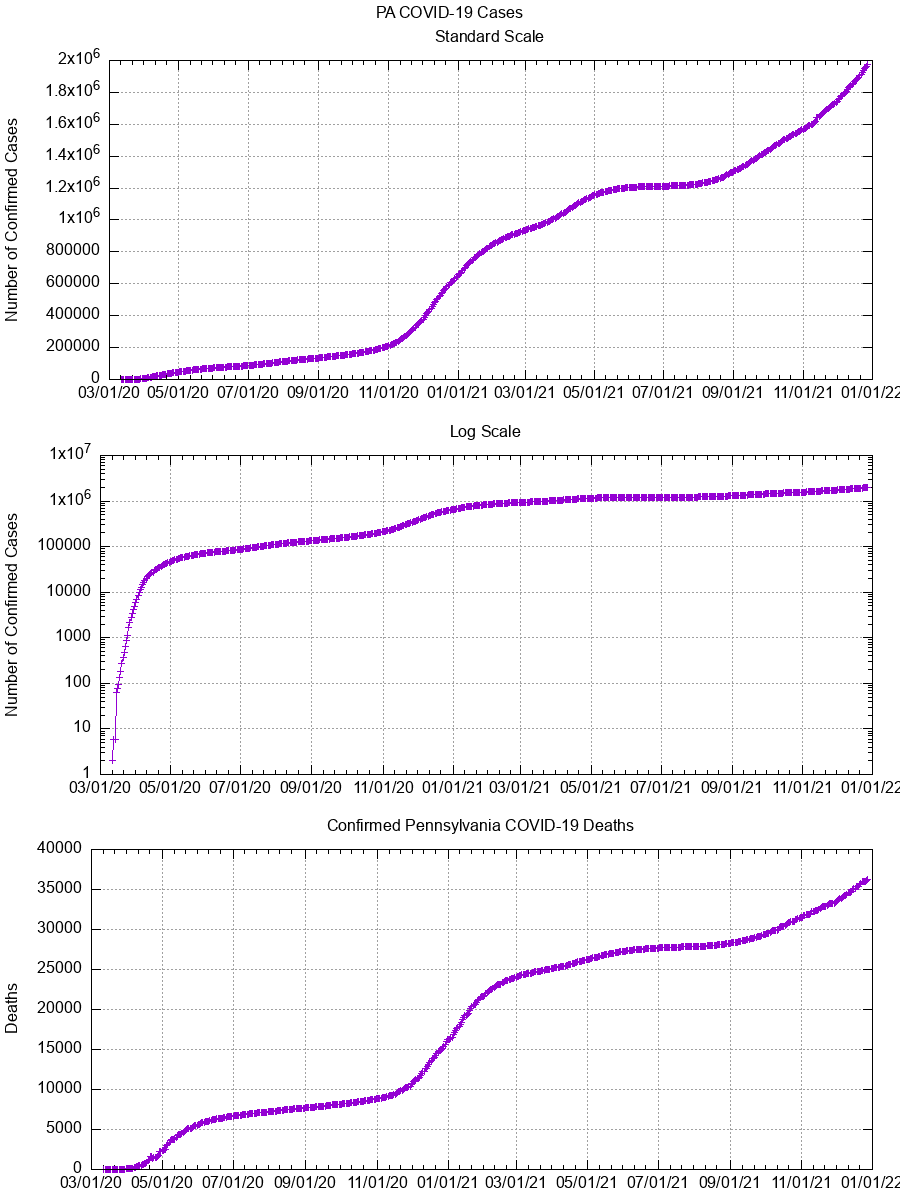 PA COVID-19 Cases
Standard Scale
2x10^6
1.8x10^6
1.6x10^6
1.4x10^6
1.2x10^6
1x10^6
800000
600000
400000
200000
0
Number of Confirmed Cases
03/01/20 05/01/20 07/01/20 09/01/20 11/01/20 01/01/21 03/01/21 05/01/21 07/01/21 09/01/21 11/01/21 01/01/22
Log Scale
1x10^7
1x10^6
100000
10000
1000
100
10
1
Number of Confirmed Cases
03/01/20 05/01/20 07/01/20 09/01/20 11/01/20 01/01/21 03/01/21 05/01/21 07/01/21 09/01/21 11/01/21 01/01/22
Confirmed Pennsylvania COVID-19 Deaths
40000
35000
30000
25000
20000
15000
10000
5000
0
Deaths
03/01/20 05/01/20 07/01/20 09/01/20 11/01/20 01/01/21 03/01/21 05/01/21 07/01/21 09/01/21 11/01/21 01/01/22